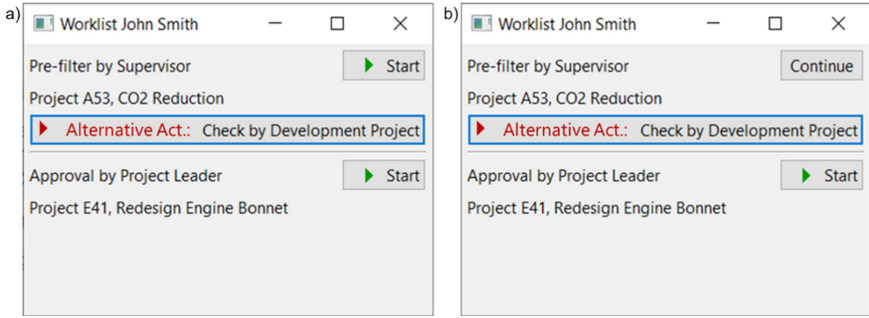 a)
Worklist John Smith
Pre-filter by Supervisor Start
Project A53, CO2 Reduction
Alternative Act.: Check by Development Project
Approval by Project Leader Start
Project E41, Redesign Engine Bonnet
b)
Worklist John Smith
Pre-filter by Supervisor Continue
Project A53, CO2 Reduction
Alternative Act.: Check by Development Project
Approval by Project Leader Start
Project E41, Redesign Engine Bonnet